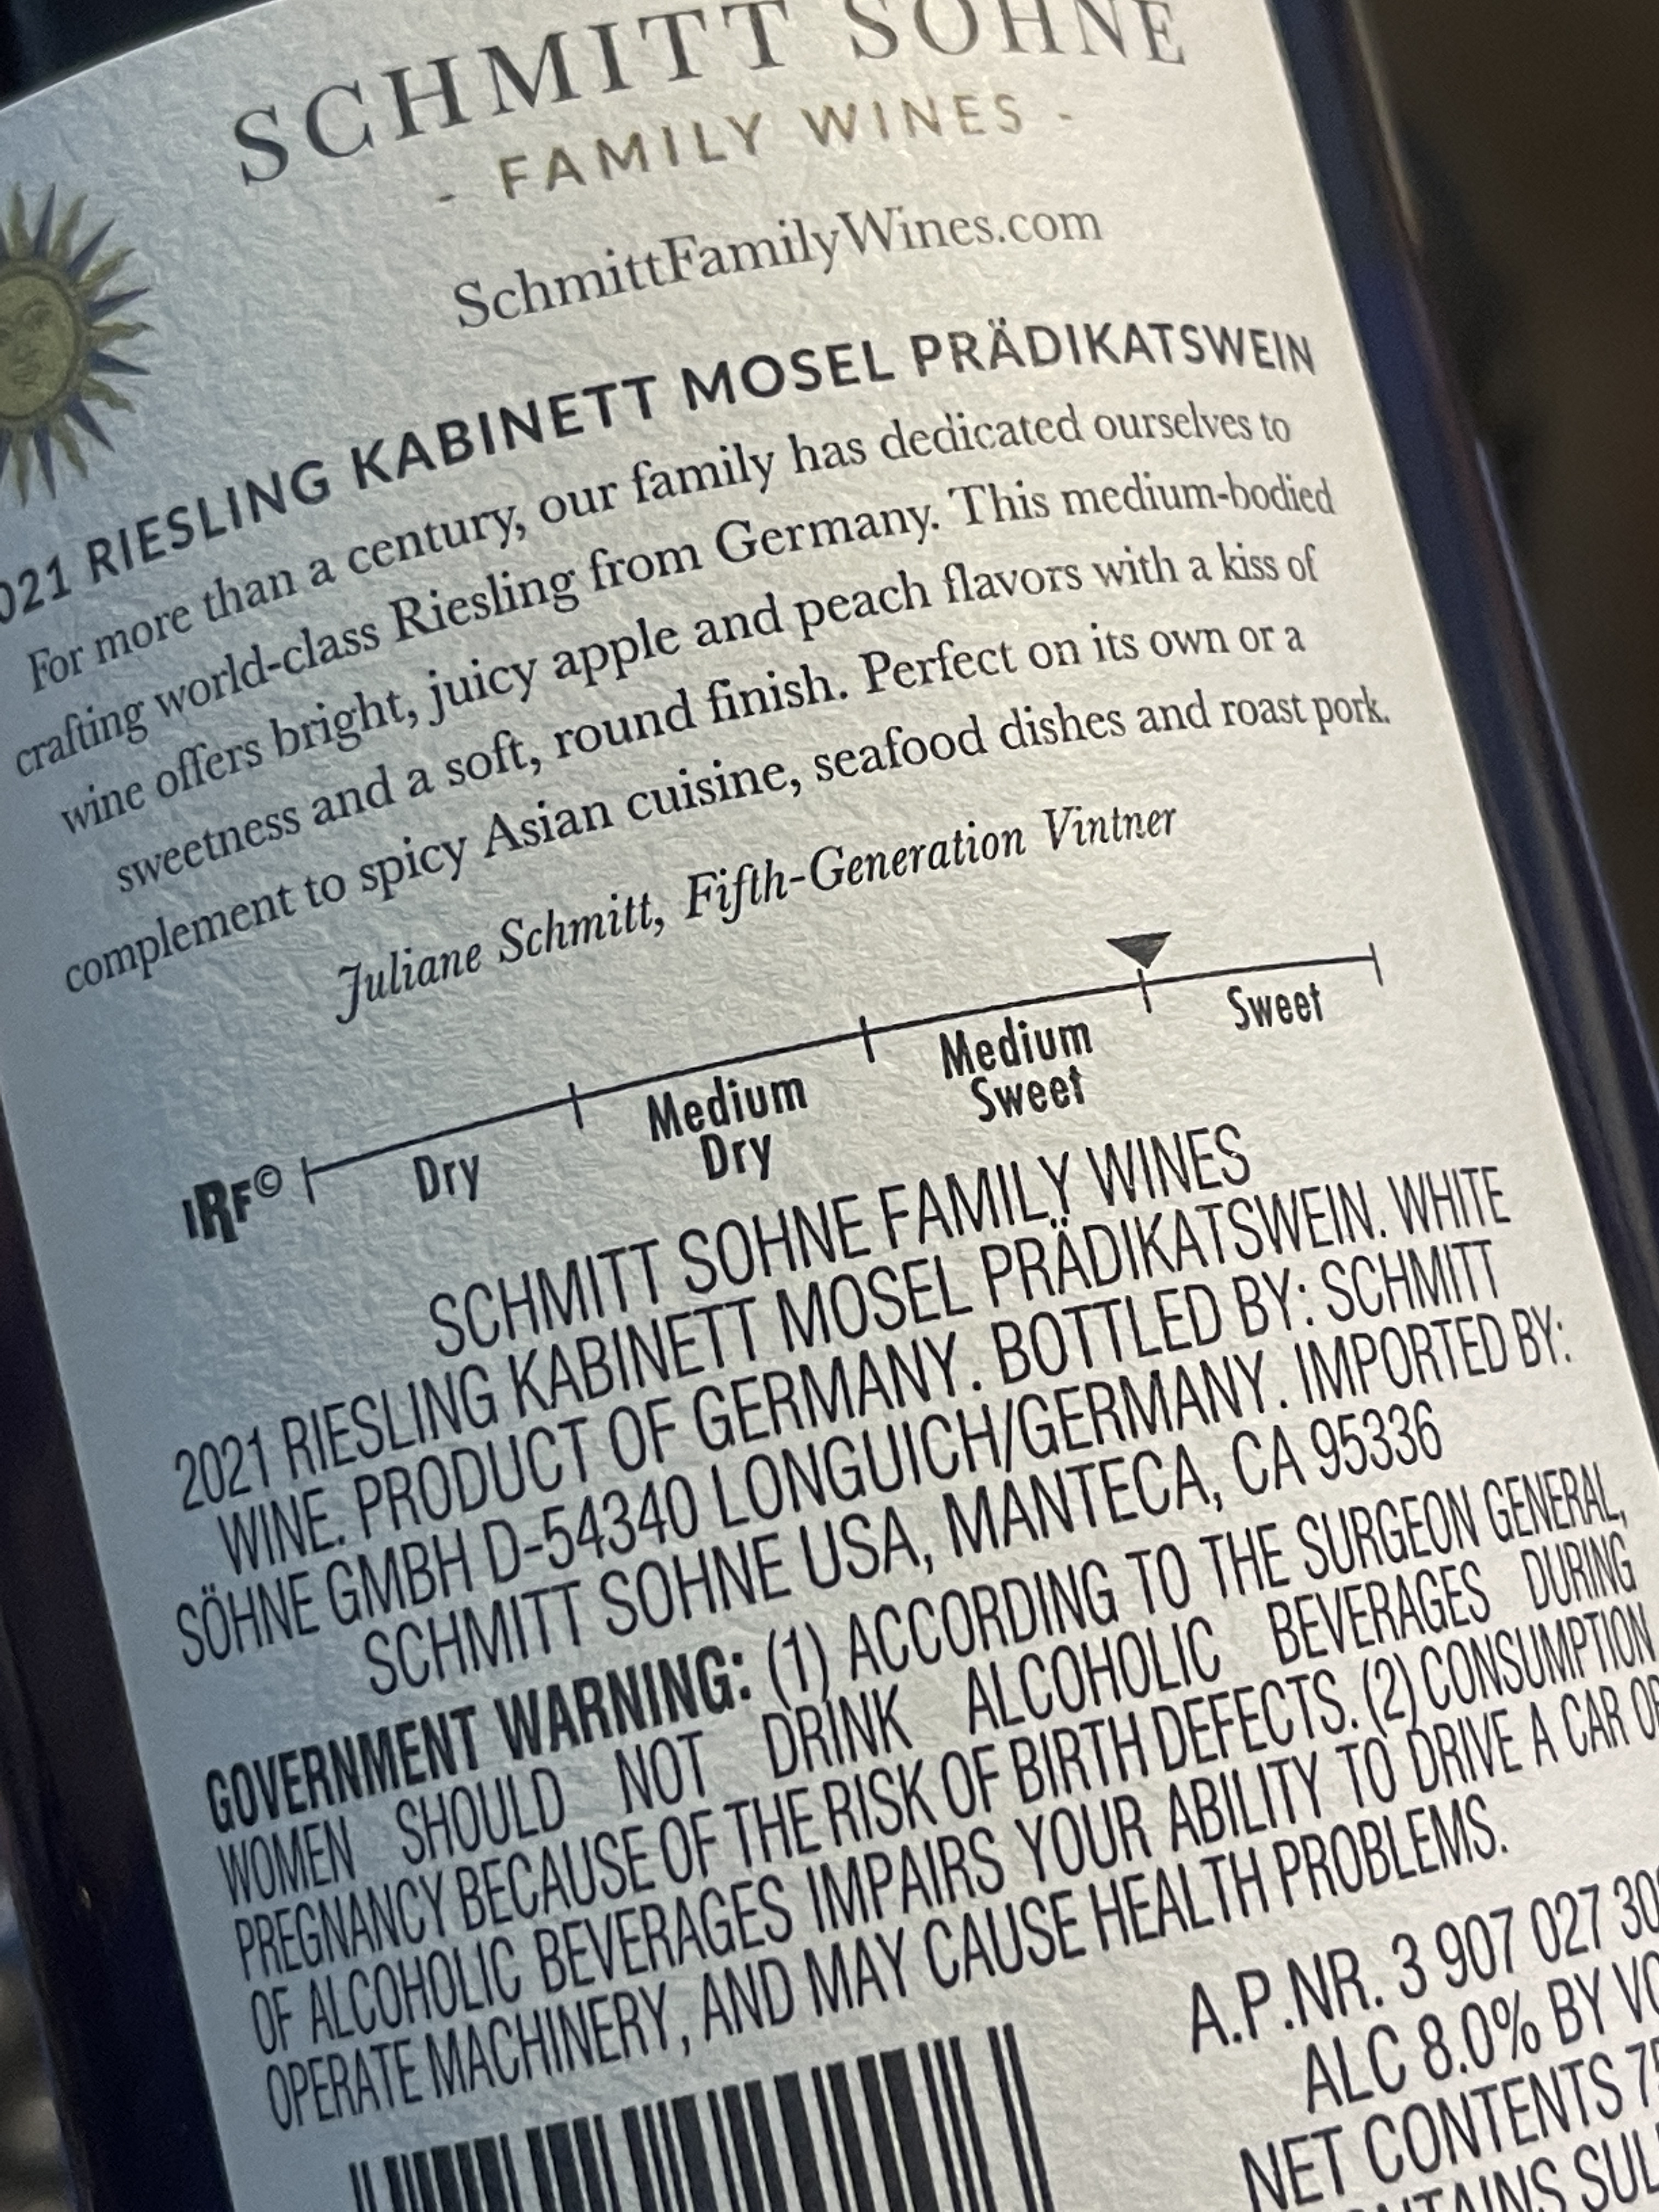 SCHMITT SOHNE
- FAMILY WINES -
SchmittFamilyWines.com
2021 RIESLING KABINETT MOSEL PRÄDIKATSWEIN
For more than a century, our family has dedicated ourselves to
crafting world-class Riesling from Germany. This medium-bodied
wine offers bright, juicy apple and peach flavors with a kiss of
sweetness and a soft, round finish. Perfect on its own or a
complement to spicy Asian cuisine, seafood dishes and roast pork.
Juliane Schmitt, Fifth-Generation Vintner
IRF© Dry Medium Dry Medium Sweet Sweet
SCHMITT SOHNE FAMILY WINES
2021 RIESLING KABINETT MOSEL PRÄDIKATSWEIN. WHITE
WINE. PRODUCT OF GERMANY. BOTTLED BY: SCHMITT
SÖHNE GMBH D-54340 LONGUICH/GERMANY. IMPORTED BY:
SCHMITT SOHNE USA, MANTECA, CA 95336
GOVERNMENT WARNING: (1) ACCORDING TO THE SURGEON GENERAL,
WOMEN SHOULD NOT DRINK ALCOHOLIC BEVERAGES DURING
PREGNANCY BECAUSE OF THE RISK OF BIRTH DEFECTS. (2) CONSUMPTION
OF ALCOHOLIC BEVERAGES IMPAIRS YOUR ABILITY TO DRIVE A CAR OR
OPERATE MACHINERY, AND MAY CAUSE HEALTH PROBLEMS.
A.P.NR. 3 907 027
ALC 8.0% BY
NET CONTENTS